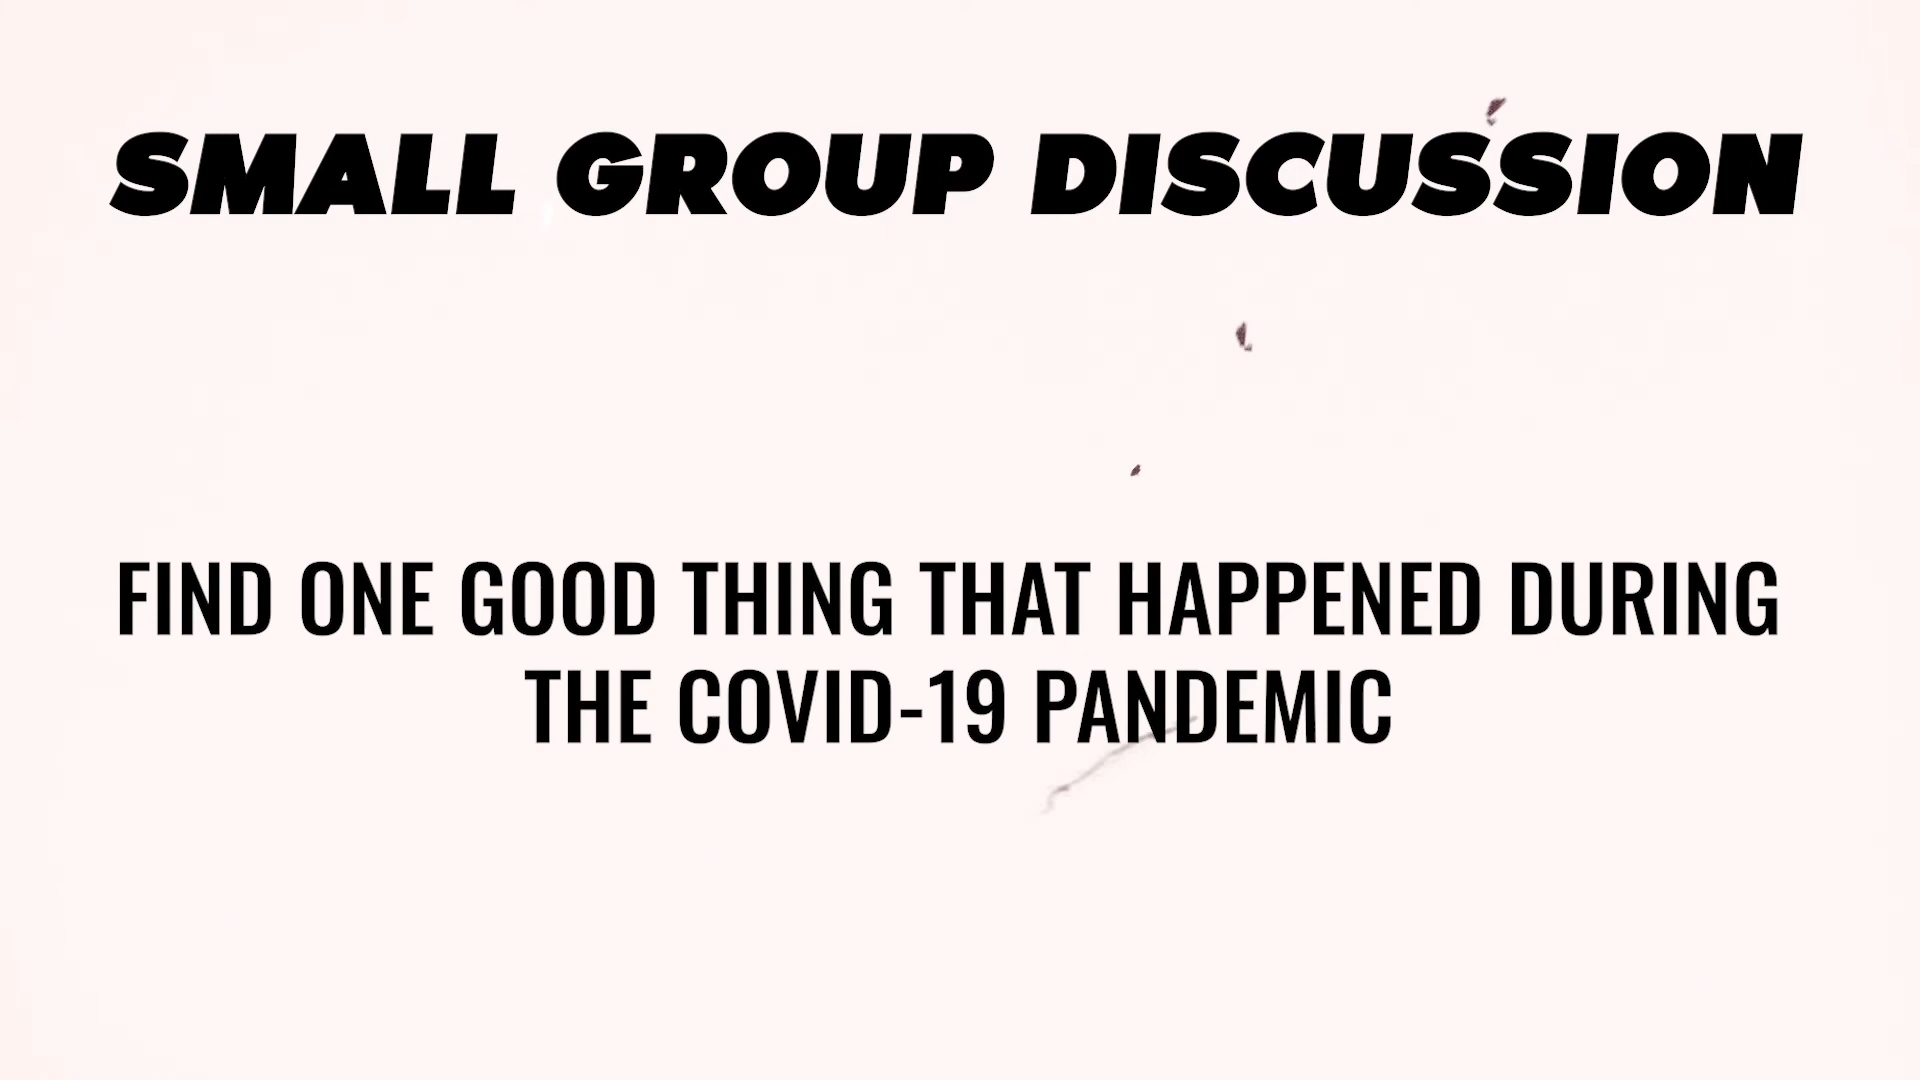 SMALL GROUP DISCUSSION
FIND ONE GOOD THING THAT HAPPENED DURING
THE COVID-19 PANDEMIC